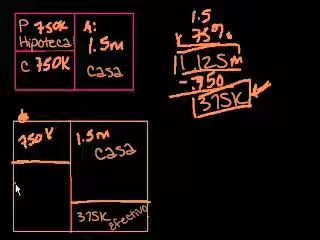 P 750K
Hipoteca
C 750K
A:
1.5m
casa
1.5
x 75%
1,125m
-.750
375K
750K
1.5m
casa
375K efectivo